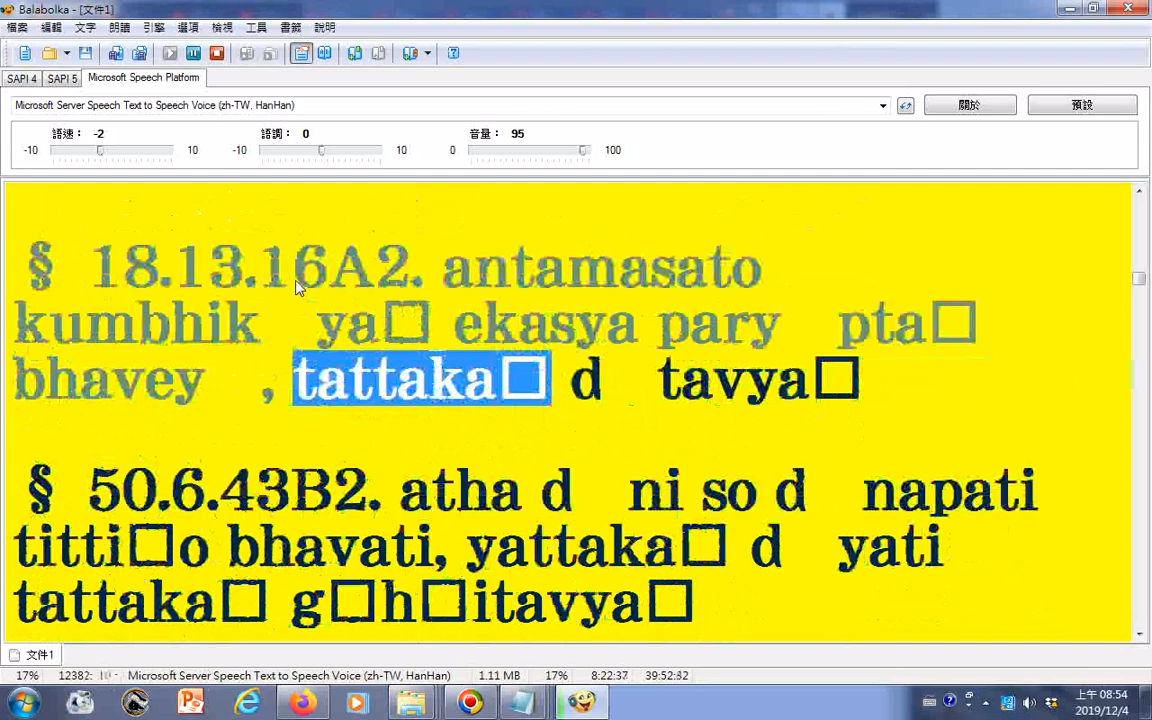 Balabolka - [文件1]
檔案 編輯 文字 朗讀 引擎 選項 檢視 工具 書籤 說明
SAPI 4 SAPI 5 Microsoft Speech Platform
Microsoft Server Speech Text to Speech Voice (zh-TW, HanHan) 關於 預設
語速： -2 語調： 0 音量： 95
-10 10 -10 10 0 100
§ 18.13.16A2. antamasato
kumbhik ya□ ekasya pary pta□
bhavey , tattaka□ d tavya□
§ 50.6.43B2. atha d ni so d napati
titti□o bhavati, yattaka□ d yati
tattaka□ g□h□itavya□
文件1
17% 12382: Microsoft Server Speech Text to Speech Voice (zh-TW, HanHan) 1.11 MB 17% 8:22:37 39:52:32
上午 08:54
2019/12/4